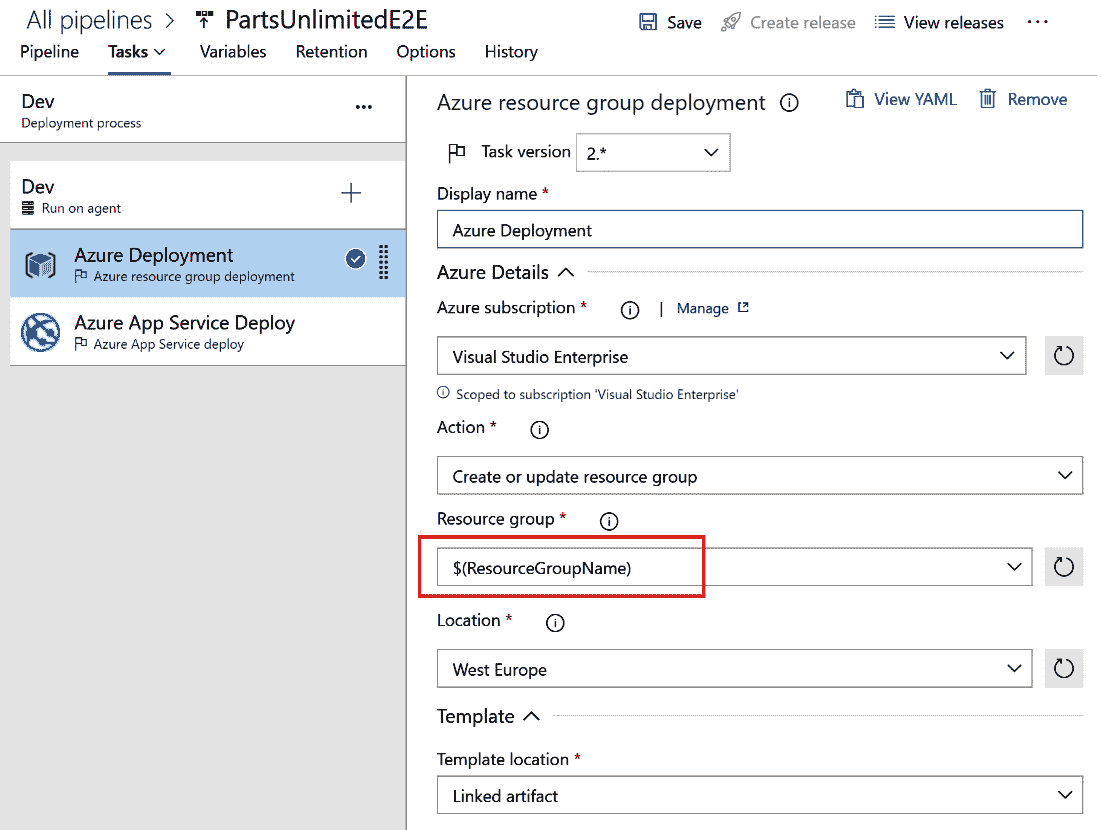 All pipelines > PartsUnlimitedE2E
Save Create release View releases ...
Pipeline Tasks Variables Retention Options History
Dev
Deployment process
...
Dev
Run on agent
Azure Deployment
Azure resource group deployment
Azure App Service Deploy
Azure App Service deploy
Azure resource group deployment
View YAML Remove
Task version 2.*
Display name *
Azure Deployment
Azure Details
Azure subscription * | Manage
Visual Studio Enterprise
Scoped to subscription 'Visual Studio Enterprise'
Action *
Create or update resource group
Resource group *
$(ResourceGroupName)
Location *
West Europe
Template
Template location *
Linked artifact